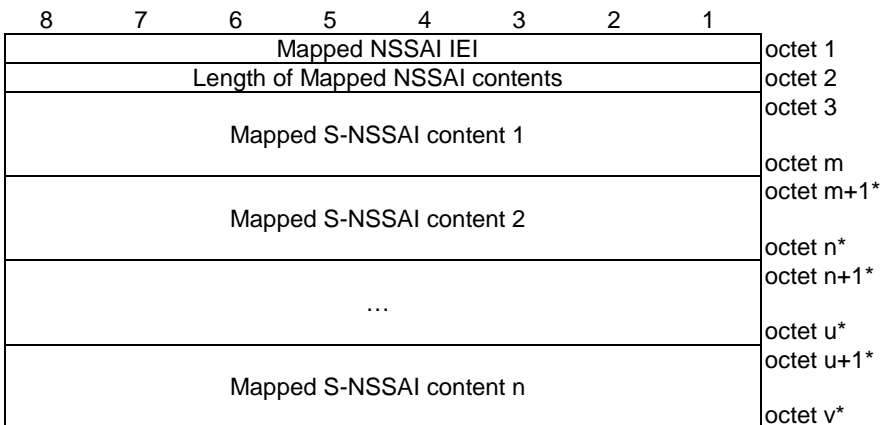 8 7 6 5 4 3 2 1
Mapped NSSAI IEI octet 1
Length of Mapped NSSAI contents octet 2
octet 3
Mapped S-NSSAI content 1
octet m
octet m+1*
Mapped S-NSSAI content 2
octet n*
octet n+1*
…
octet u*
octet u+1*
Mapped S-NSSAI content n
octet v*